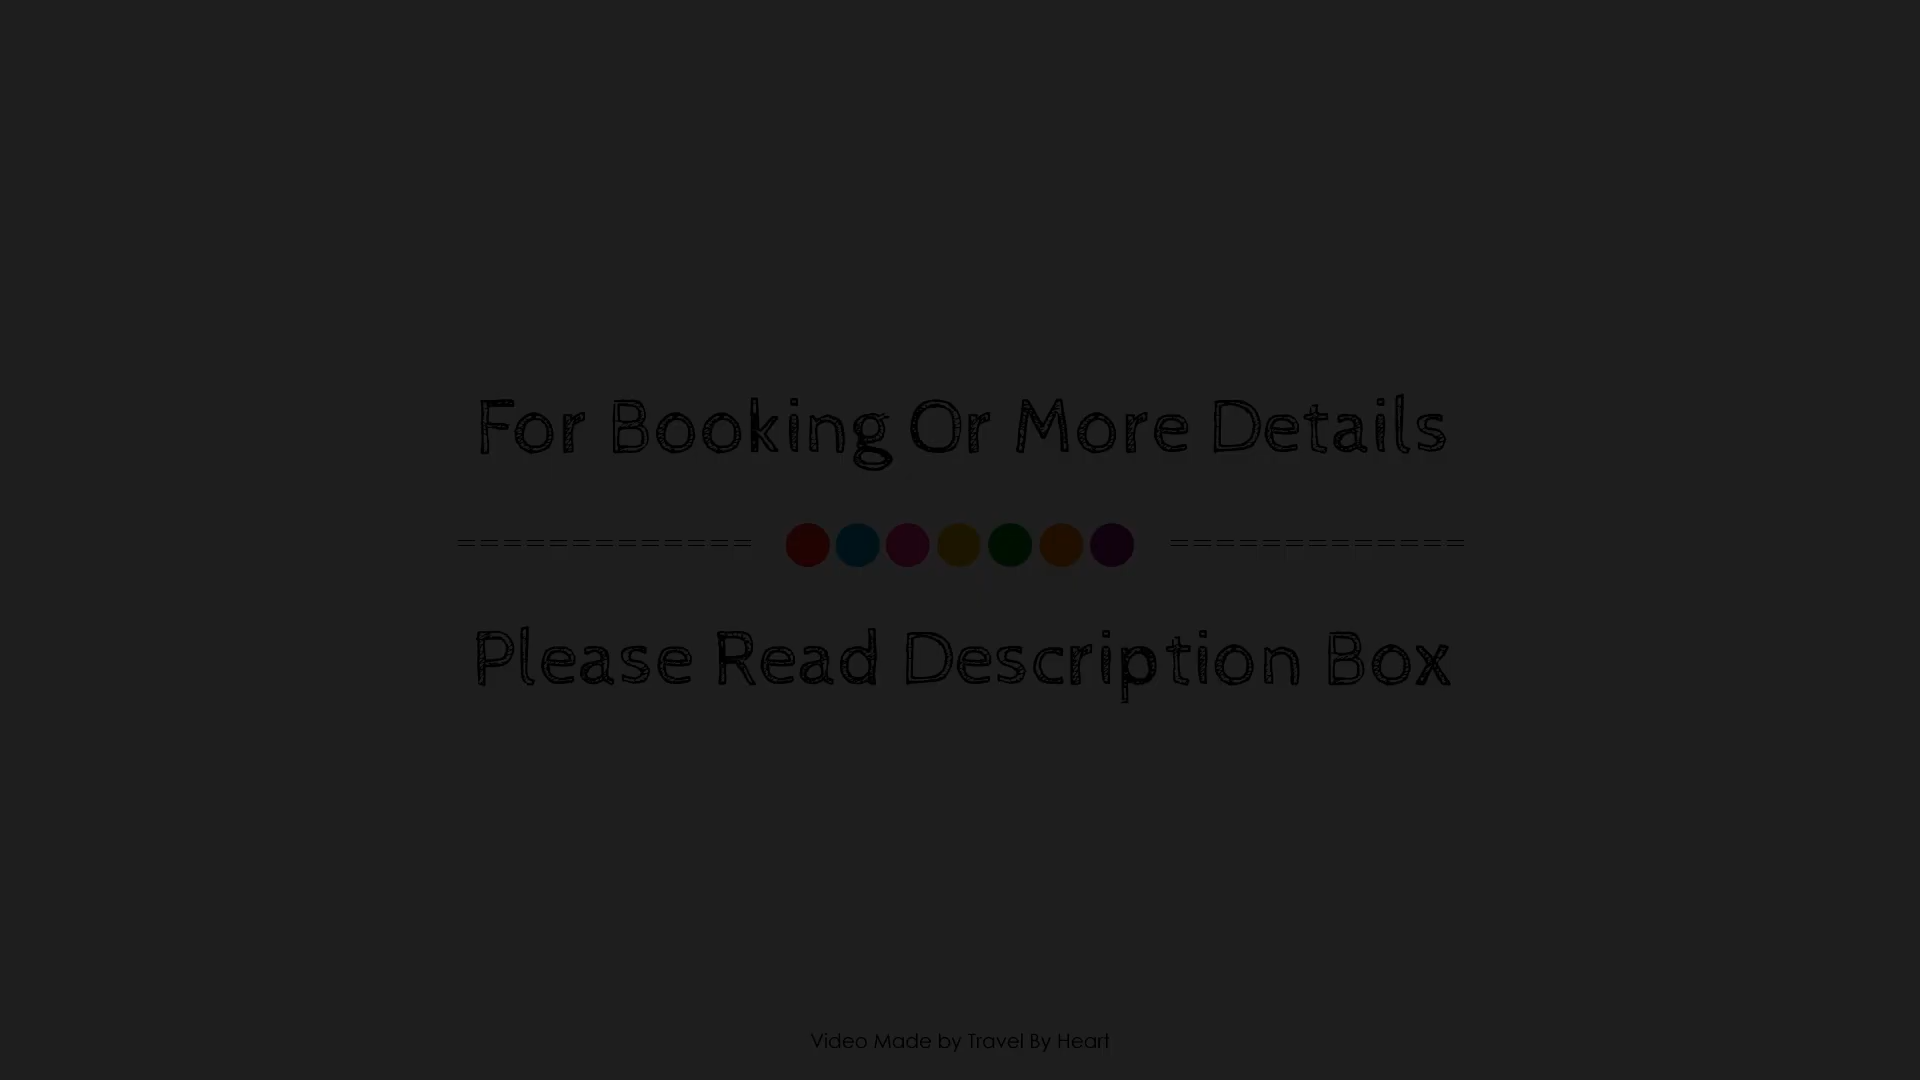 For Booking Or More Details
============= =============
Please Read Description Box
Video Made by Travel By Heart